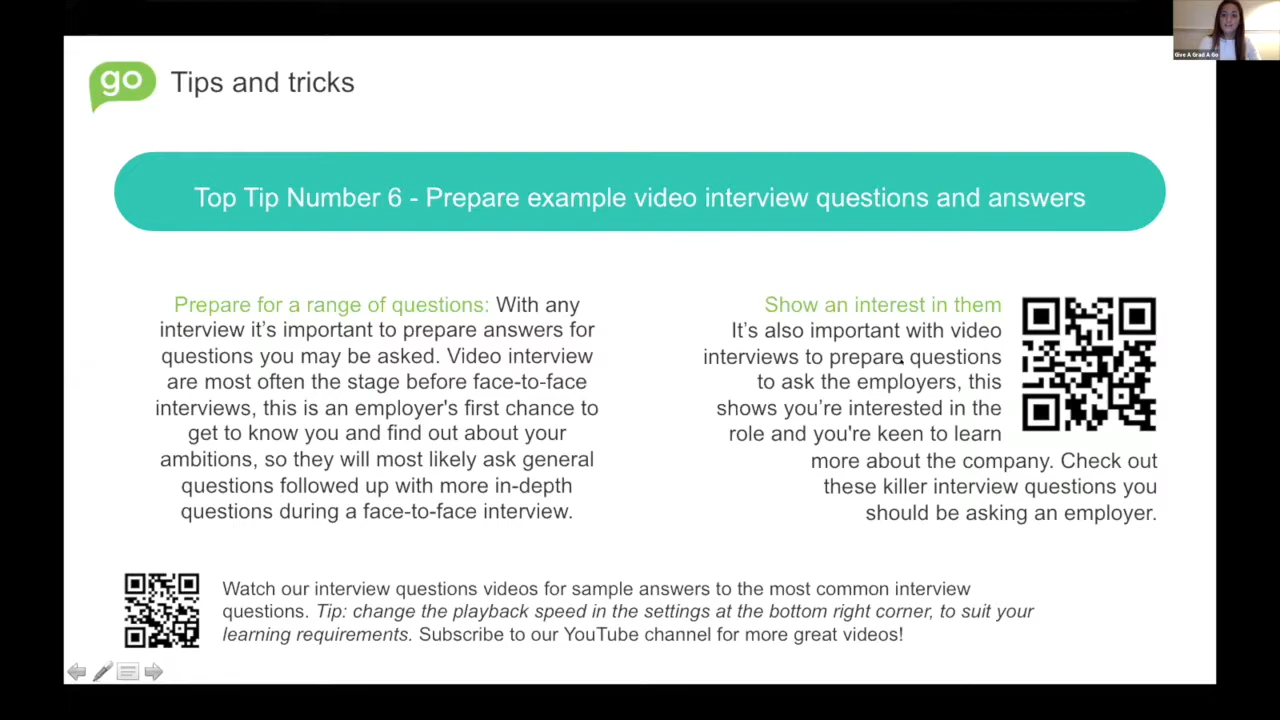 Give A Grad A Go
go
Tips and tricks
Top Tip Number 6 - Prepare example video interview questions and answers
Prepare for a range of questions: With any
interview it's important to prepare answers for
questions you may be asked. Video interview
are most often the stage before face-to-face
interviews, this is an employer's first chance to
get to know you and find out about your
ambitions, so they will most likely ask general
questions followed up with more in-depth
questions during a face-to-face interview.
Show an interest in them
It's also important with video
interviews to prepare questions
to ask the employers, this
shows you're interested in the
role and you're keen to learn
more about the company. Check out
these killer interview questions you
should be asking an employer.
Watch our interview questions videos for sample answers to the most common interview
questions. Tip: change the playback speed in the settings at the bottom right corner, to suit your
learning requirements. Subscribe to our YouTube channel for more great videos!